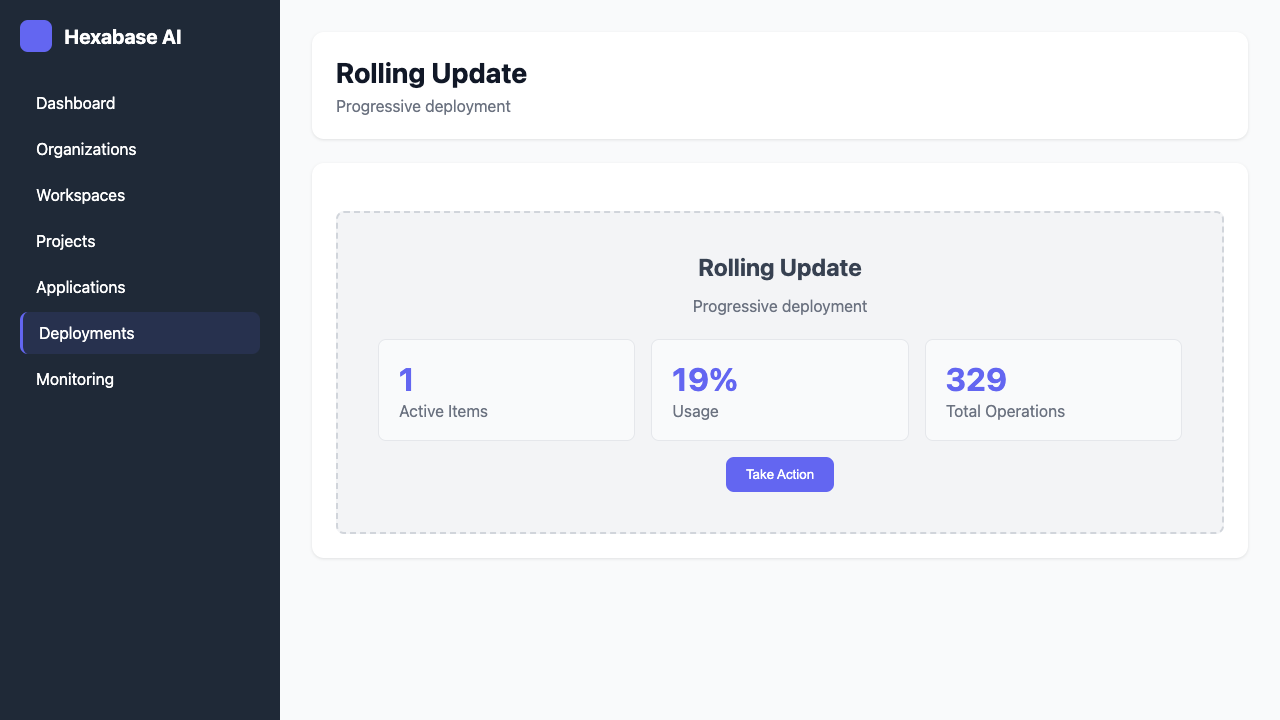 Hexabase AI
Dashboard
Organizations
Workspaces
Projects
Applications
Deployments
Monitoring
Rolling Update
Progressive deployment
Rolling Update
Progressive deployment
1
Active Items
19%
Usage
329
Total Operations
Take Action